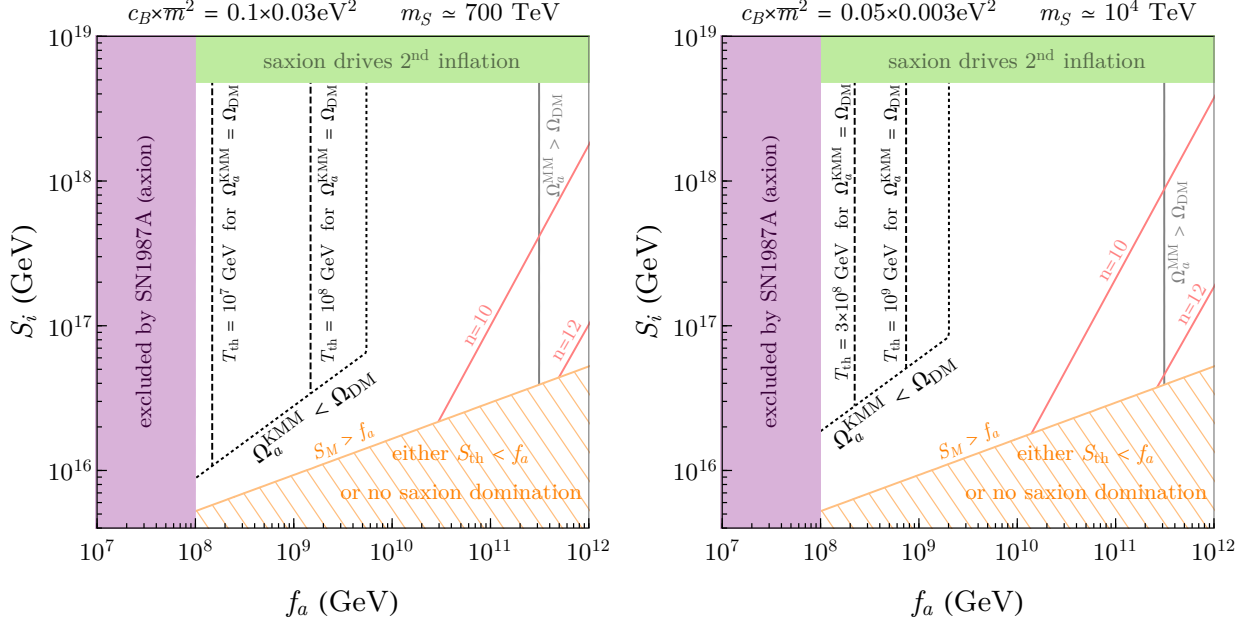 c_B × m̅² = 0.1×0.03eV²    m_S ≃ 700 TeV
10¹⁹
10¹⁸
10¹⁷
10¹⁶
S_i (GeV)
saxion drives 2ⁿᵈ inflation
excluded by SN1987A (axion)
T_th = 10⁷ GeV for Ω_a^KMM = Ω_DM
T_th = 10⁸ GeV for Ω_a^KMM = Ω_DM
Ω_a^MM > Ω_DM
n=10
n=12
Ω_a^KMM < Ω_DM
S_M > f_a
either S_th < f_a
or no saxion domination
10⁷ 10⁸ 10⁹ 10¹⁰ 10¹¹ 10¹²
f_a (GeV)
c_B × m̅² = 0.05×0.003eV²    m_S ≃ 10⁴ TeV
10¹⁹
10¹⁸
10¹⁷
10¹⁶
S_i (GeV)
saxion drives 2ⁿᵈ inflation
excluded by SN1987A (axion)
T_th = 3×10⁸ GeV for Ω_a^KMM = Ω_DM
T_th = 10⁹ GeV for Ω_a^KMM = Ω_DM
Ω_a^MM > Ω_DM
n=10
n=12
Ω_a^KMM < Ω_DM
S_M > f_a
either S_th < f_a
or no saxion domination
10⁷ 10⁸ 10⁹ 10¹⁰ 10¹¹ 10¹²
f_a (GeV)